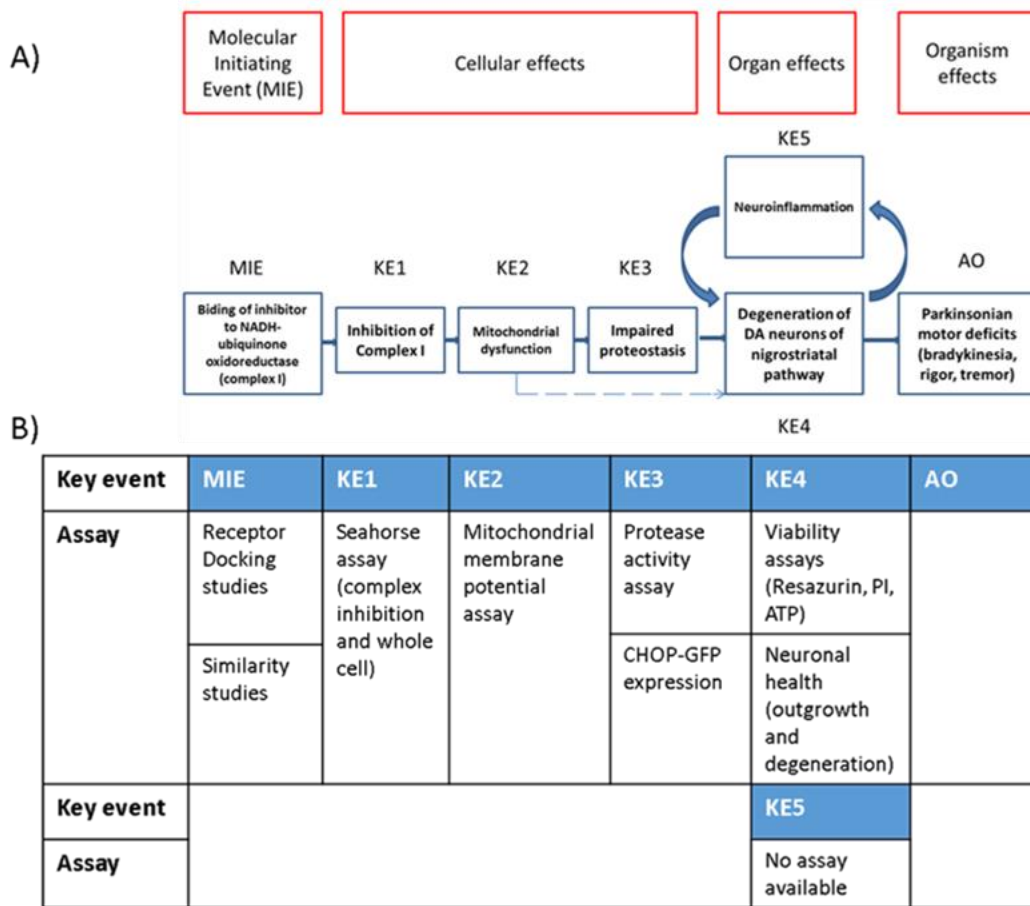 A)
Molecular
Initiating
Event (MIE)
Cellular effects
Organ effects
Organism
effects
KE5
Neuroinflammation
MIE
KE1
KE2
KE3
AO
Biding of inhibitor
to NADH-
ubiquinone
oxidoreductase
(complex I)
Inhibition of
Complex I
Mitochondrial
dysfunction
Impaired
proteostasis
Degeneration of
DA neurons of
nigrostriatal
pathway
Parkinsonian
motor deficits
(bradykinesia,
rigor, tremor)
KE4
B)
Key event
MIE
KE1
KE2
KE3
KE4
AO
Assay
Receptor
Docking
studies
Similarity
studies
Seahorse
assay
(complex
inhibition
and whole
cell)
Mitochondrial
membrane
potential
assay
Protease
activity
assay
CHOP-GFP
expression
Viability
assays
(Resazurin, PI,
ATP)
Neuronal
health
(outgrowth
and
degeneration)
Key event
KE5
Assay
No assay
available